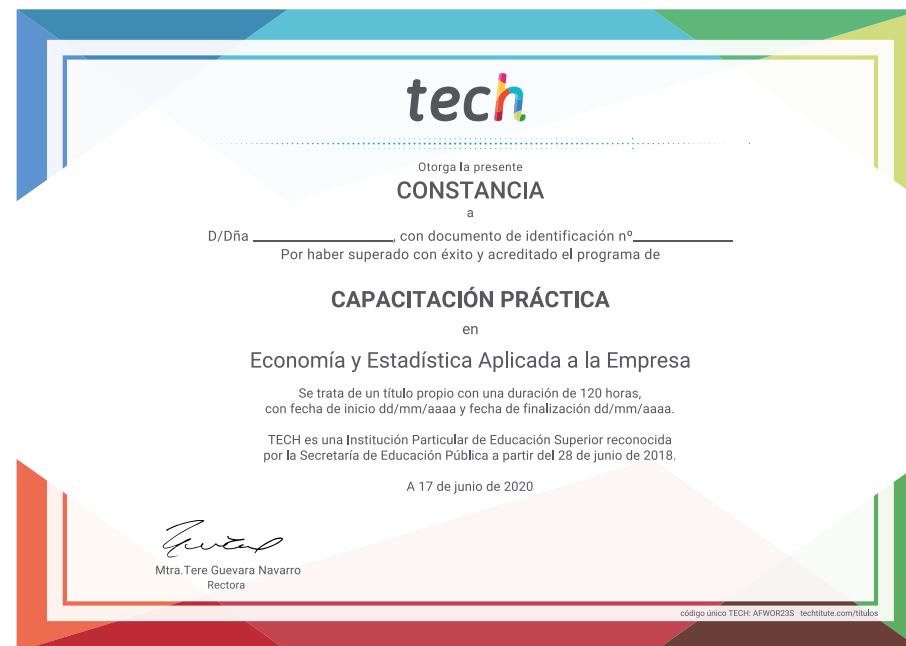 tech
Otorga la presente
CONSTANCIA
a
D/Dña ________________, con documento de identificación nº____________
Por haber superado con éxito y acreditado el programa de
CAPACITACIÓN PRÁCTICA
en
Economía y Estadística Aplicada a la Empresa
Se trata de un título propio con una duración de 120 horas,
con fecha de inicio dd/mm/aaaa y fecha de finalización dd/mm/aaaa.
TECH es una Institución Particular de Educación Superior reconocida
por la Secretaría de Educación Pública a partir del 28 de junio de 2018.
A 17 de junio de 2020
Mtra.Tere Guevara Navarro
Rectora
código único TECH: AFWOR23S techtitute.com/titulos